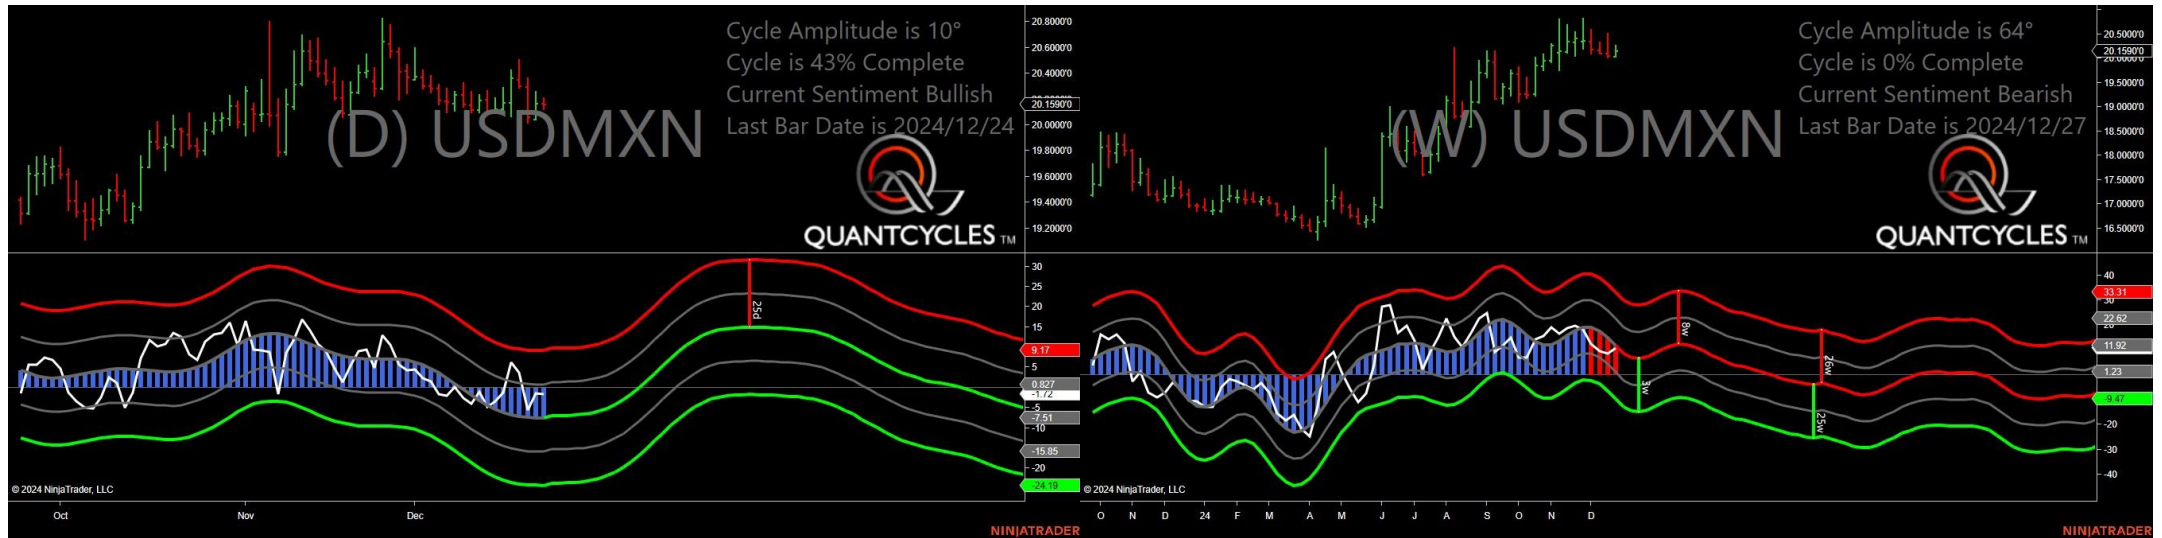 Cycle Amplitude is 10°
Cycle is 43% Complete
Current Sentiment Bullish
Last Bar Date is 2024/12/24
(D) USDMXN
QUANTCYCLES TM
20.8000'0
20.6000'0
20.4000'0
20.1590'0
20.0000'0
19.8000'0
19.6000'0
19.4000'0
19.2000'0
25d
30
25
20
15
9.17
5
0.827
-1.72
-5
-7.51
-10
-15.85
-20
-24.19
© 2024 NinjaTrader, LLC
Oct Nov Dec
NINJATRADER
Cycle Amplitude is 64°
Cycle is 0% Complete
Current Sentiment Bearish
Last Bar Date is 2024/12/27
(W) USDMXN
QUANTCYCLES TM
20.5000'0
20.1590'0
20.0000'0
19.5000'0
19.0000'0
18.5000'0
18.0000'0
17.5000'0
17.0000'0
16.5000'0
3w
8w
25w
40
33.31
30
22.62
11.92
1.23
-9.47
-20
-30
-40
© 2024 NinjaTrader, LLC
O N D 24 F M A M J J A S O N D
NINJATRADER